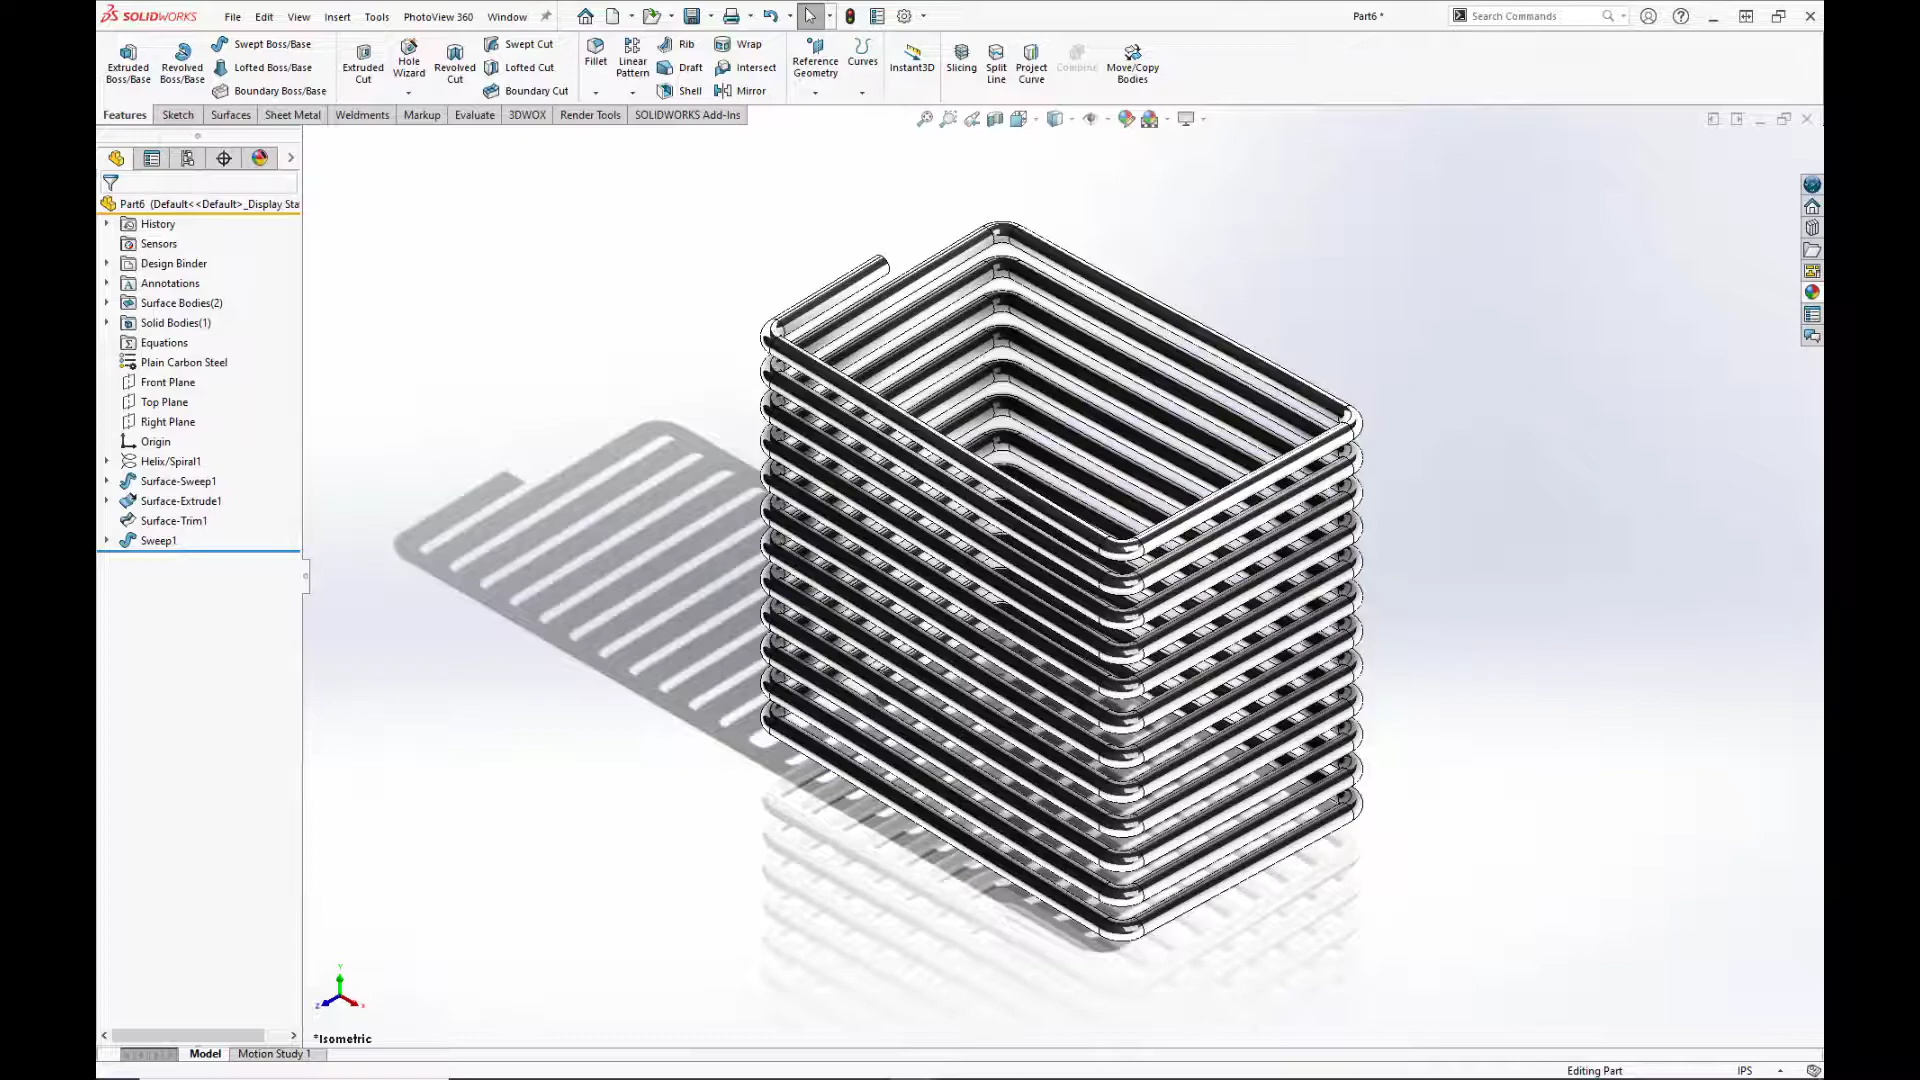 SOLIDWORKS File Edit View Insert Tools PhotoView 360 Window Part6 * Search Commands
Extruded Boss/Base
Revolved Boss/Base
Swept Boss/Base
Lofted Boss/Base
Boundary Boss/Base
Extruded Cut
Hole Wizard
Revolved Cut
Swept Cut
Lofted Cut
Boundary Cut
Fillet
Linear Pattern
Rib
Draft
Shell
Wrap
Intersect
Mirror
Reference Geometry
Curves
Instant3D
Slicing
Split Line
Project Curve
Combine
Move/Copy Bodies
Features Sketch Surfaces Sheet Metal Weldments Markup Evaluate 3DWOX Render Tools SOLIDWORKS Add-Ins
Part6 (Default<<Default>_Display Sta
History
Sensors
Design Binder
Annotations
Surface Bodies(2)
Solid Bodies(1)
Equations
Plain Carbon Steel
Front Plane
Top Plane
Right Plane
Origin
Helix/Spiral1
Surface-Sweep1
Surface-Extrude1
Surface-Trim1
Sweep1
Y
Z X
*Isometric
Model Motion Study 1
Editing Part IPS